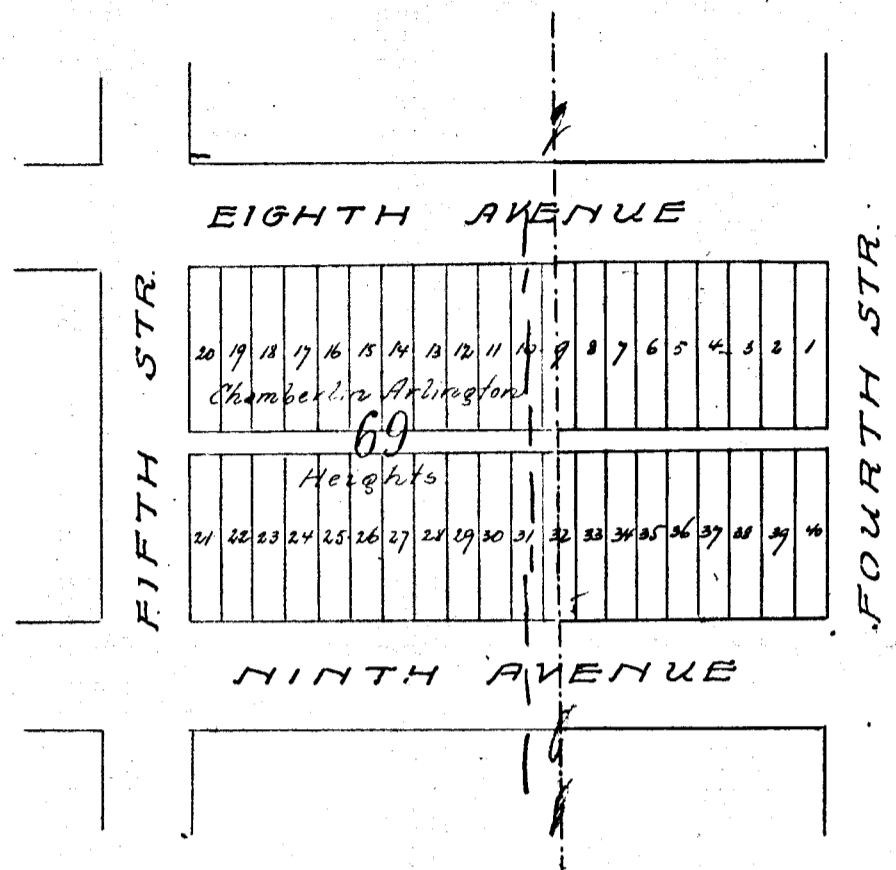 EIGHTH AVENUE
FIFTH STR.
FOURTH STR.
20 19 18 17 16 15 14 13 12 11 10 9 8 7 6 5 4 3 2 1
Chamberlin Arlington
69
Heights
21 22 23 24 25 26 27 28 29 30 31 32 33 34 35 36 37 38 39 40
NINTH AVENUE